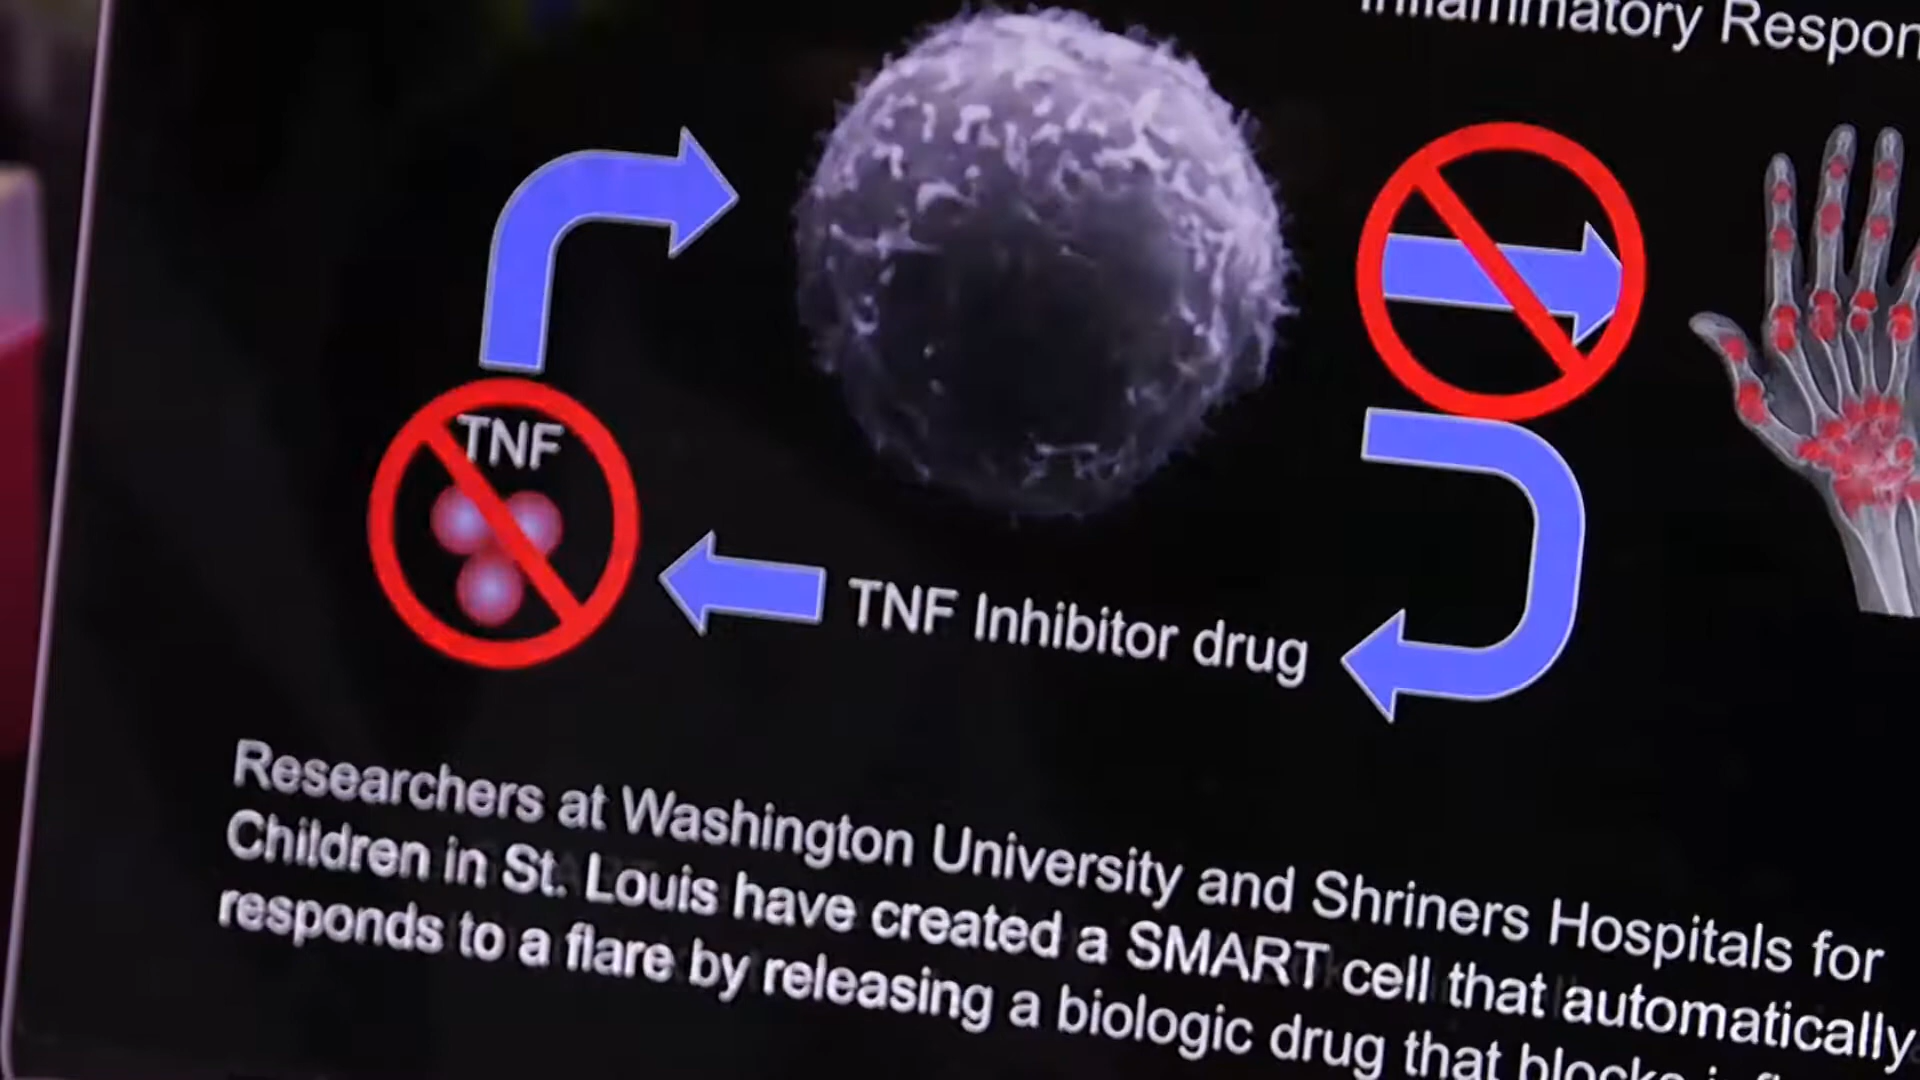 Inflammatory Respon
TNF
TNF Inhibitor drug
Researchers at Washington University and Shriners Hospitals for
Children in St. Louis have created a SMART cell that automatically
responds to a flare by releasing a biologic drug that blocks